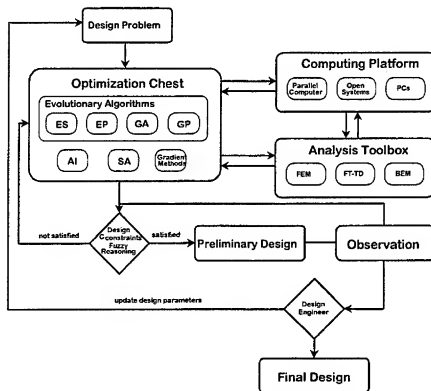 Design Problem
Optimization Chest
Evolutionary Algorithms
ES EP GA GP
AI SA Gradient
Methods
Computing Platform
Parallel
Computer
Open
Systems
PCs
Analysis Toolbox
FEM FT-TD BEM
not satisfied
Design
Constraints
Fuzzy
Reasoning
satisfied
Preliminary Design
Observation
update design parameters
Design
Engineer
Final Design